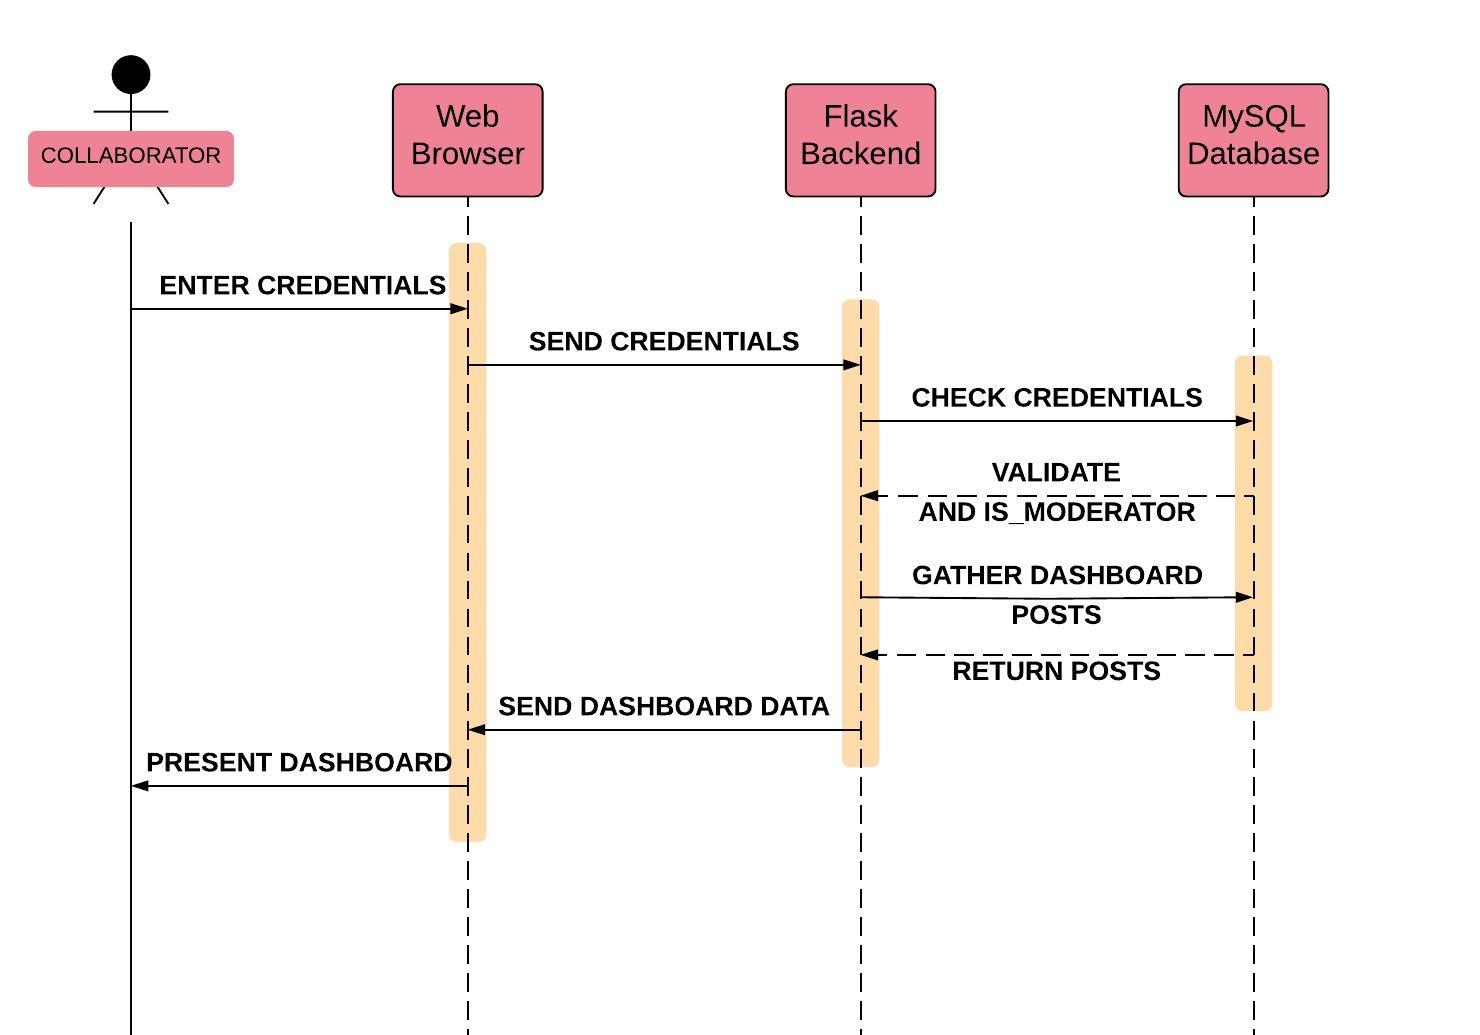 COLLABORATOR
Web
Browser
Flask
Backend
MySQL
Database
ENTER CREDENTIALS
SEND CREDENTIALS
CHECK CREDENTIALS
VALIDATE
AND IS_MODERATOR
GATHER DASHBOARD
POSTS
RETURN POSTS
SEND DASHBOARD DATA
PRESENT DASHBOARD